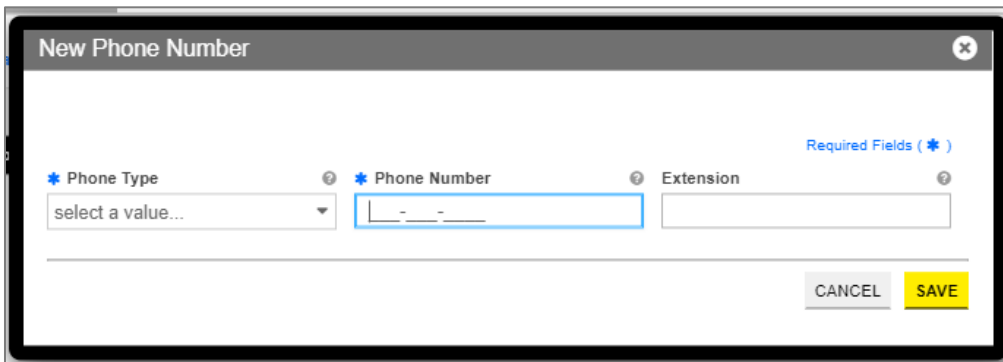 New Phone Number
Required Fields ( * )
* Phone Type
* Phone Number
Extension
select a value...
___-___-____
CANCEL
SAVE